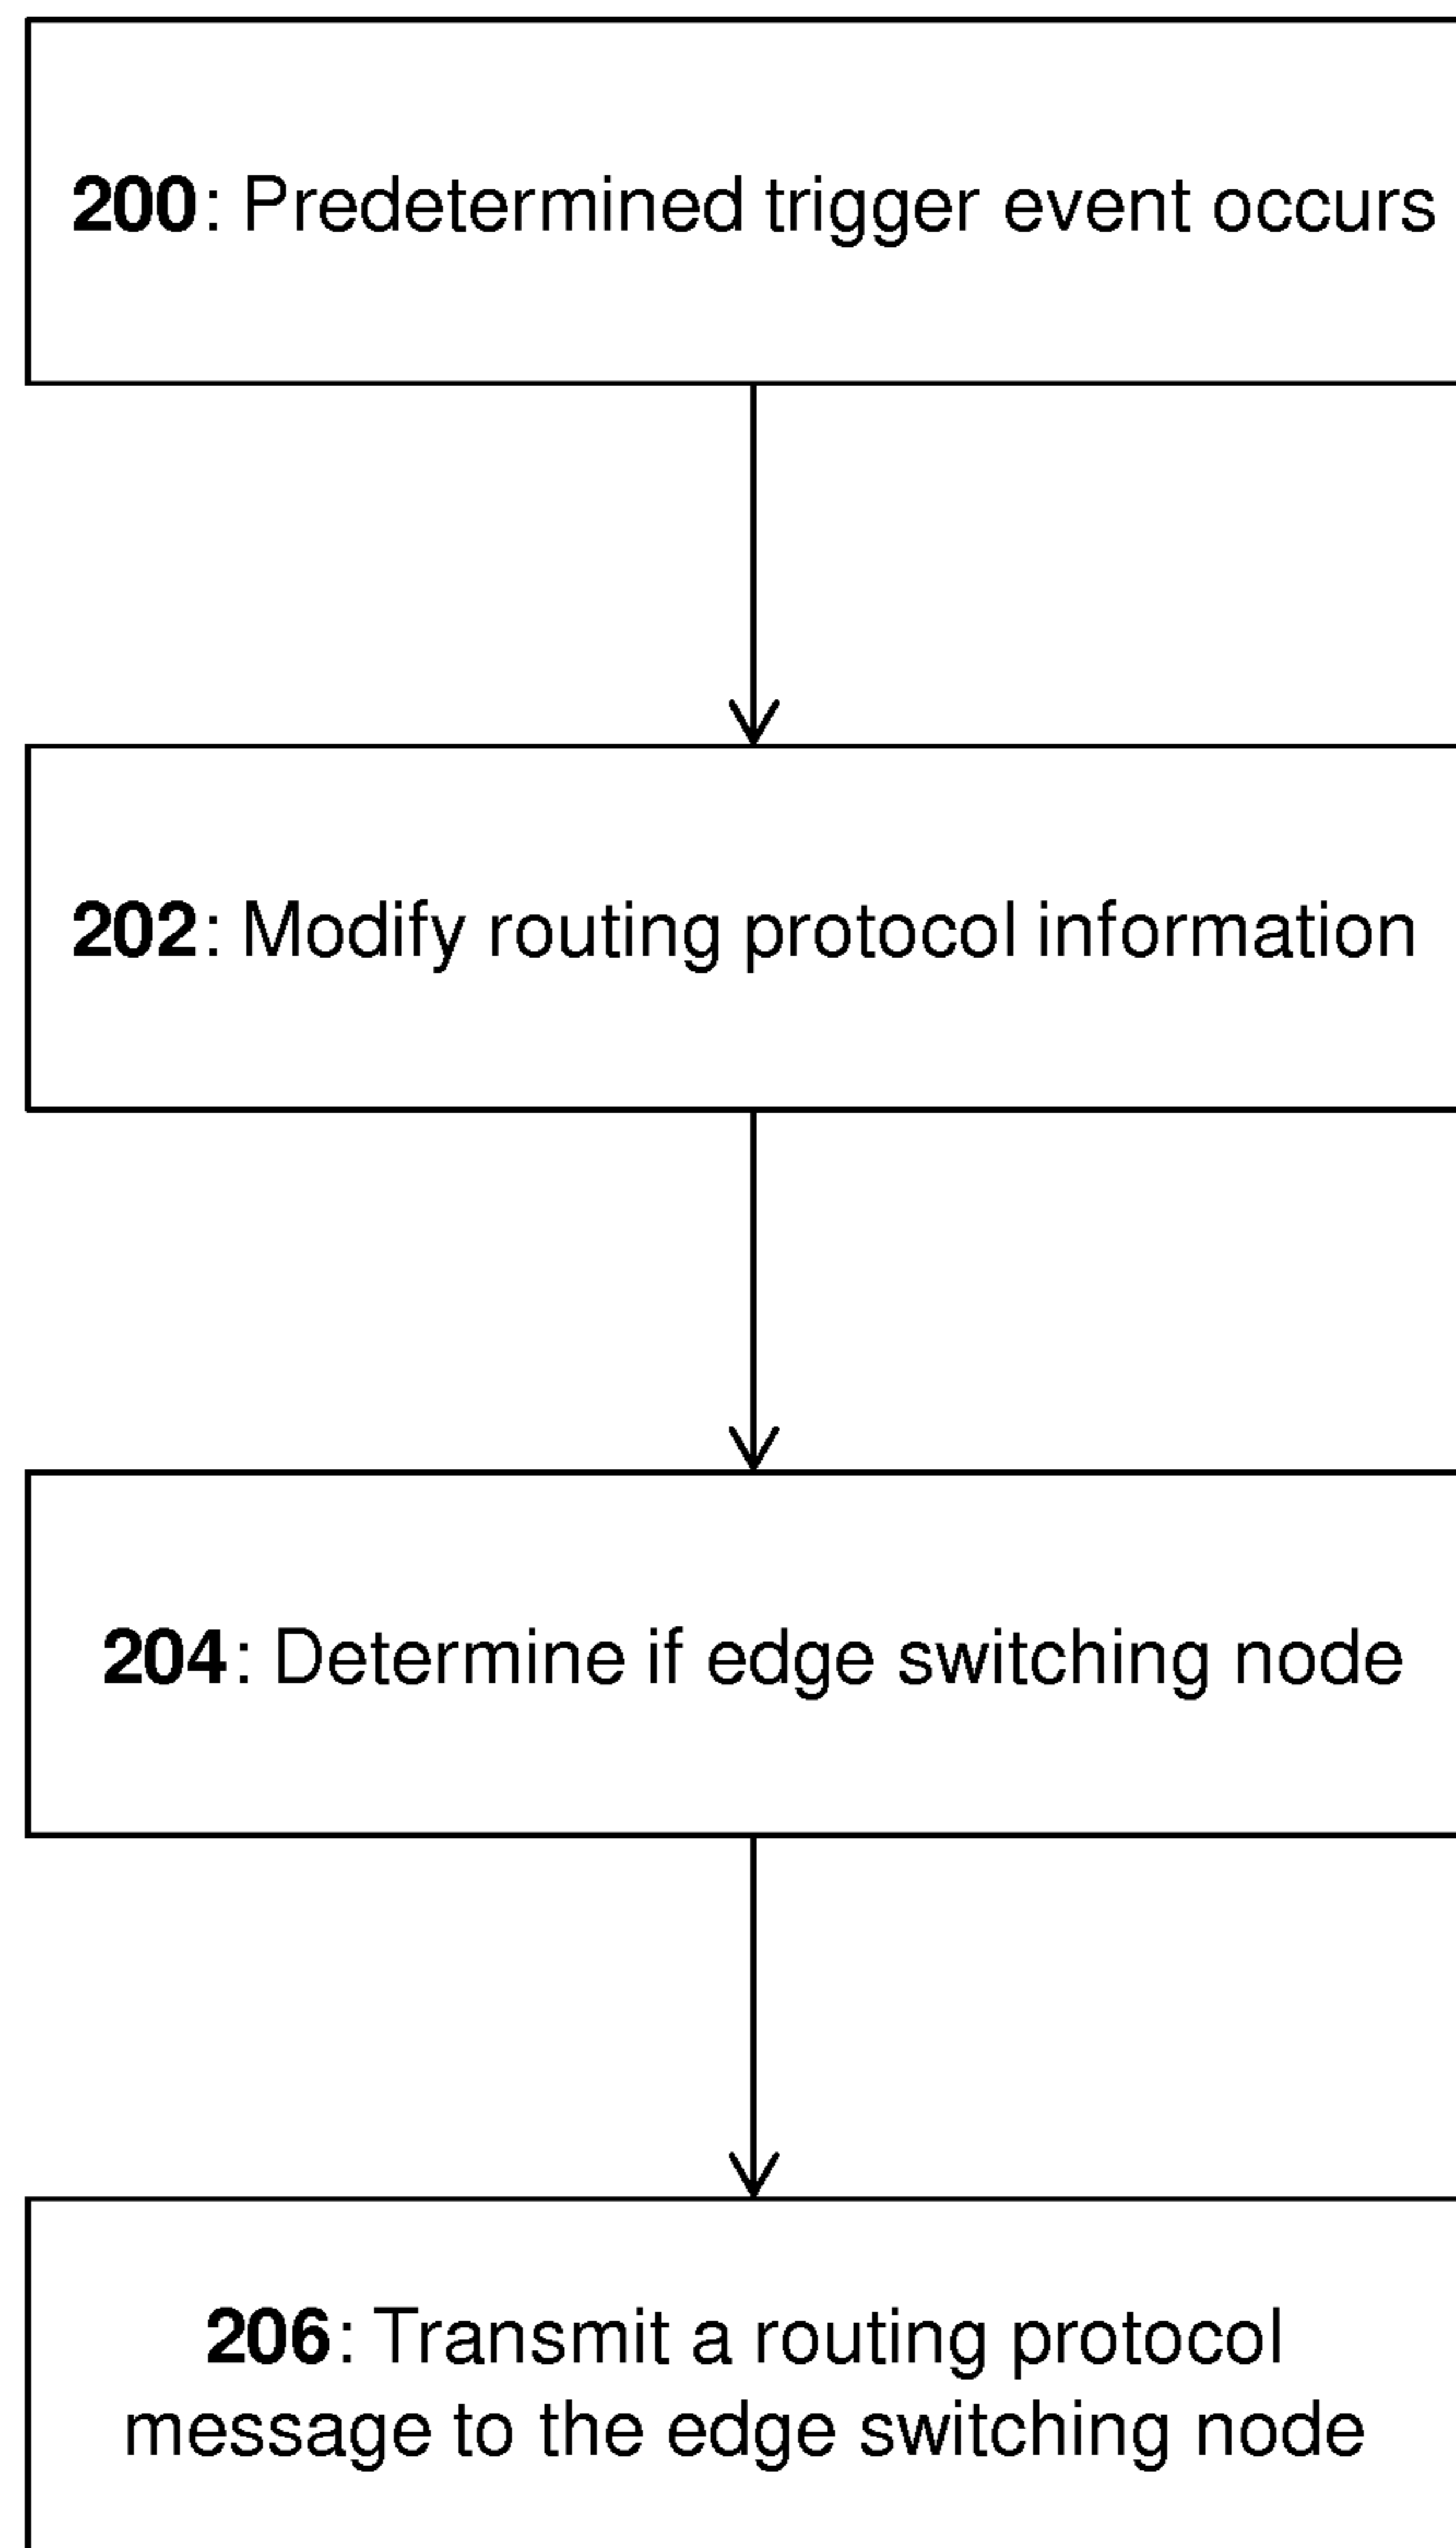 200: Predetermined trigger event occurs
202: Modify routing protocol information
204: Determine if edge switching node
206: Transmit a routing protocol
message to the edge switching node